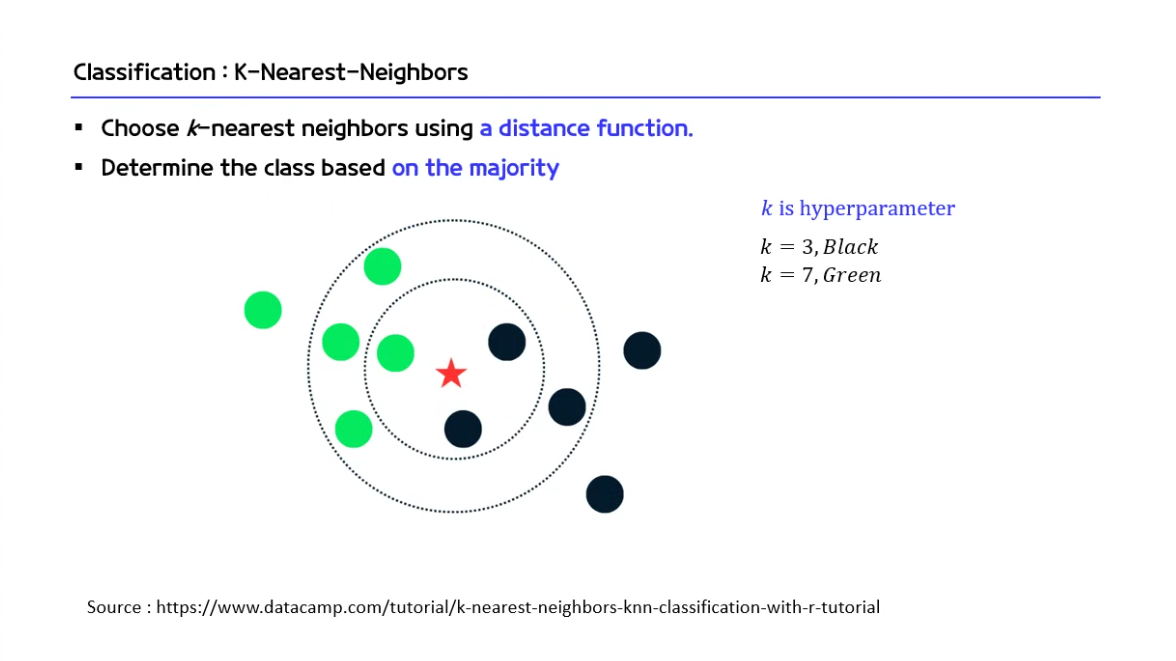 Classification : K-Nearest-Neighbors
▪ Choose k-nearest neighbors using a distance function.
▪ Determine the class based on the majority
k is hyperparameter
k = 3, Black
k = 7, Green
Source : https://www.datacamp.com/tutorial/k-nearest-neighbors-knn-classification-with-r-tutorial